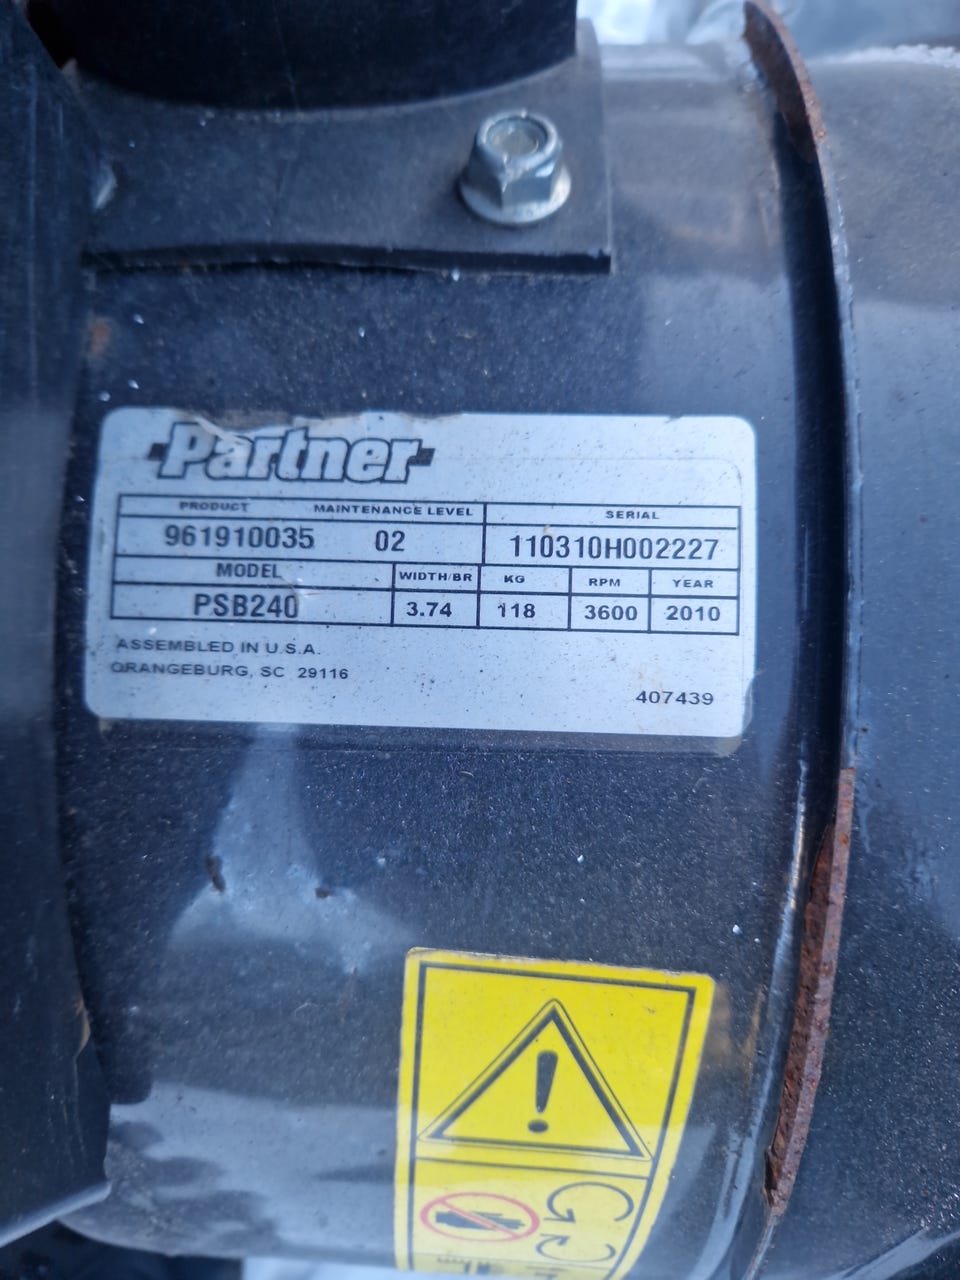 Partner
PRODUCT MAINTENANCE LEVEL SERIAL
961910035 02 110310H002227
MODEL WIDTH/BR KG RPM YEAR
PSB240 3.74 118 3600 2010
ASSEMBLED IN U.S.A.
ORANGEBURG, SC 29116
407439